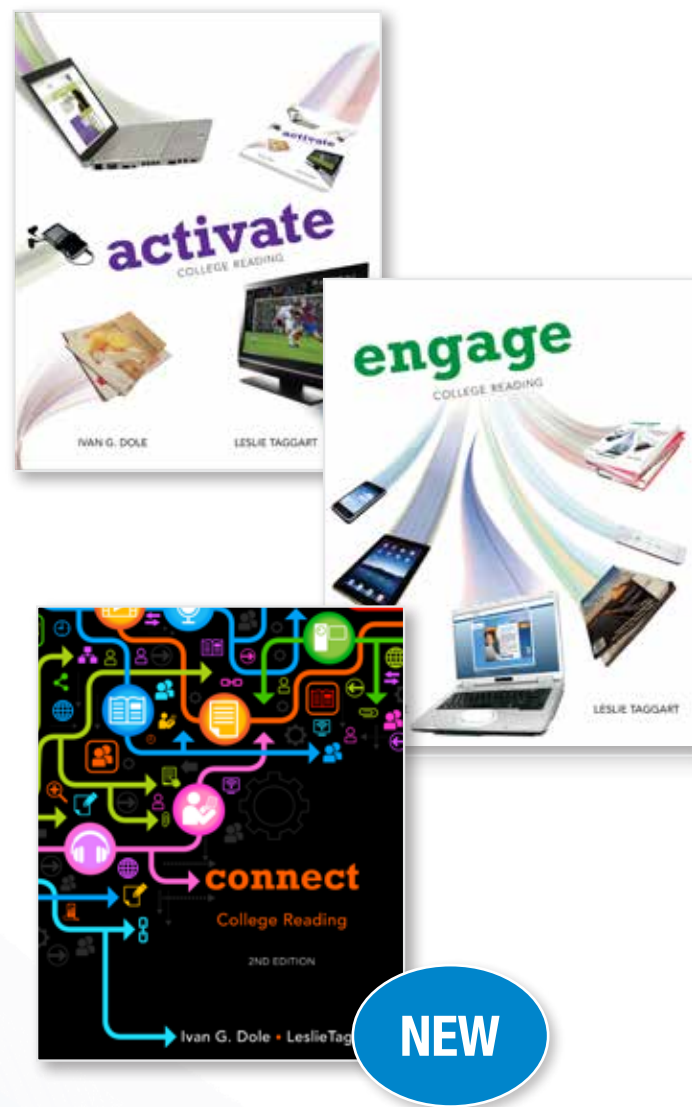 activate
activate
COLLEGE READING
IVAN G. DOLE
LESLIE TAGGART
engage
COLLEGE READING
LESLIE TAGGART
connect
College Reading
2ND EDITION
Ivan G. Dole • LeslieTag
NEW